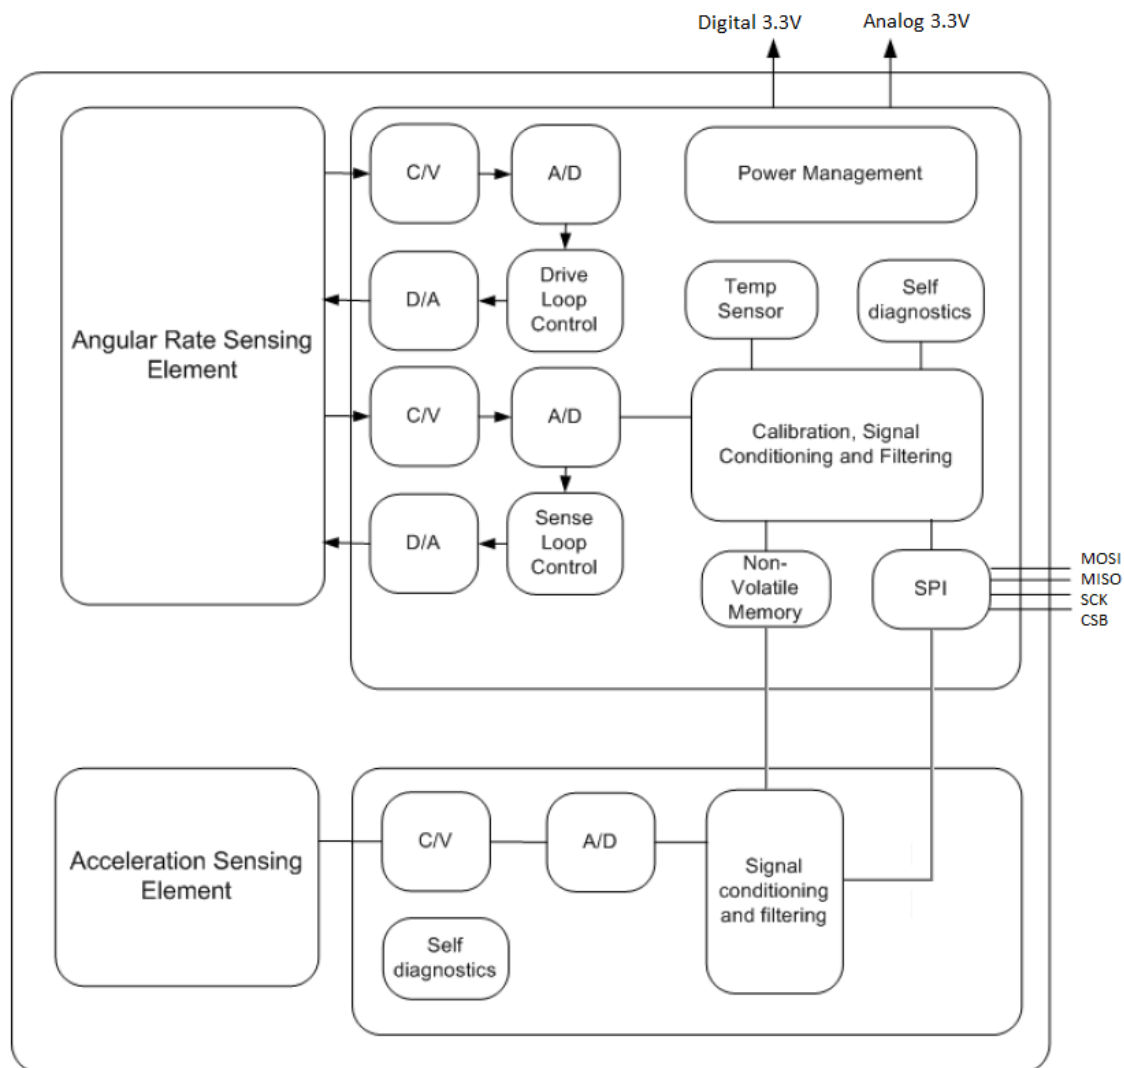 Digital 3.3V
Analog 3.3V
C/V
A/D
Power Management
Angular Rate Sensing
Element
D/A
Drive
Loop
Control
Temp
Sensor
Self
diagnostics
C/V
A/D
Calibration, Signal
Conditioning and Filtering
D/A
Sense
Loop
Control
Non-
Volatile
Memory
SPI
MOSI
MISO
SCK
CSB
Acceleration Sensing
Element
C/V
A/D
Signal
conditioning
and filtering
Self
diagnostics